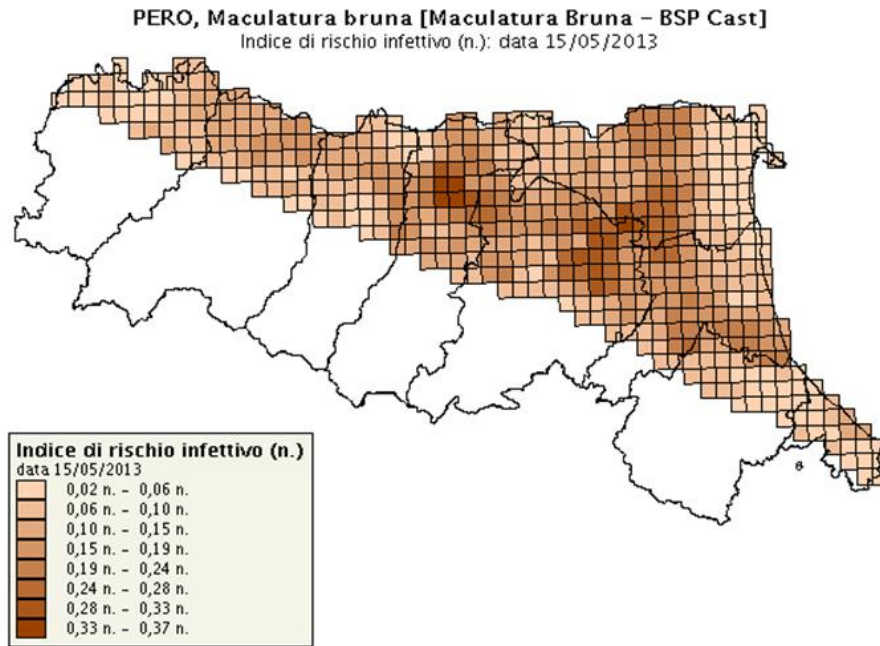 PERO, Maculatura bruna [Maculatura Bruna – BSP Cast]
Indice di rischio infettivo (n.): data 15/05/2013
Indice di rischio infettivo (n.)
data 15/05/2013
0,02 n. – 0,06 n.
0,06 n. – 0,10 n.
0,10 n. – 0,15 n.
0,15 n. – 0,19 n.
0,19 n. – 0,24 n.
0,24 n. – 0,28 n.
0,28 n. – 0,33 n.
0,33 n. – 0,37 n.